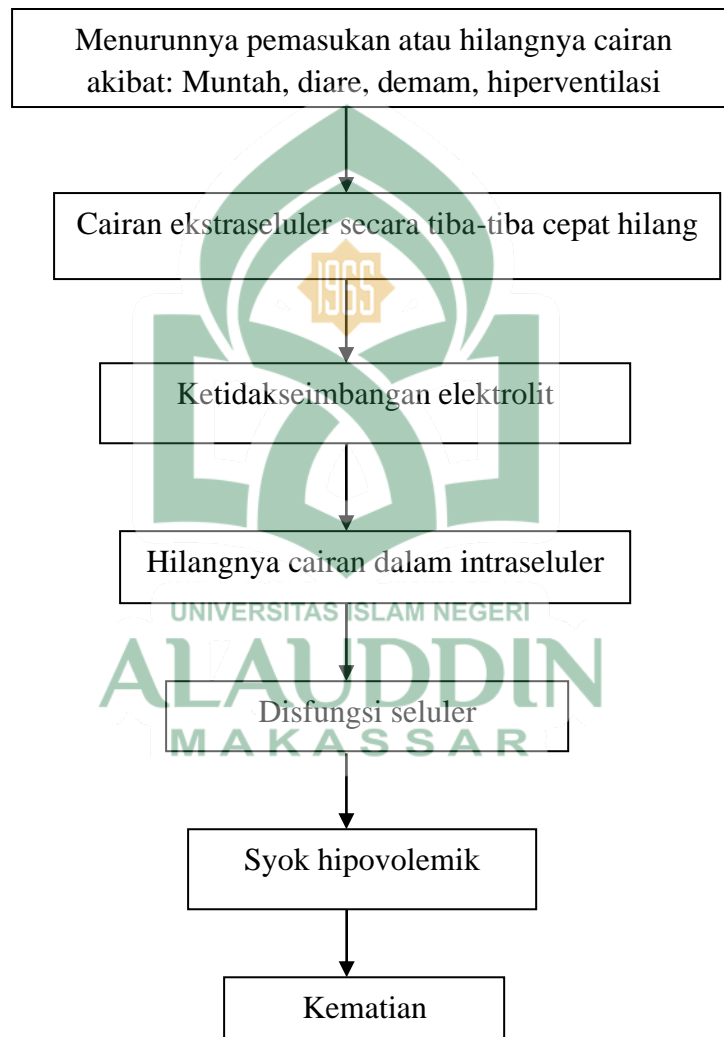 Menurunnya pemasukan atau hilangnya cairan
akibat: Muntah, diare, demam, hiperventilasi
Cairan ekstraseluler secara tiba-tiba cepat hilang
1965
Ketidakseimbangan elektrolit
Hilangnya cairan dalam intraseluler
UNIVERSITAS ISLAM NEGERI
ALAUDDIN
Disfungsi seluler
MAKASSAR
Syok hipovolemik
Kematian